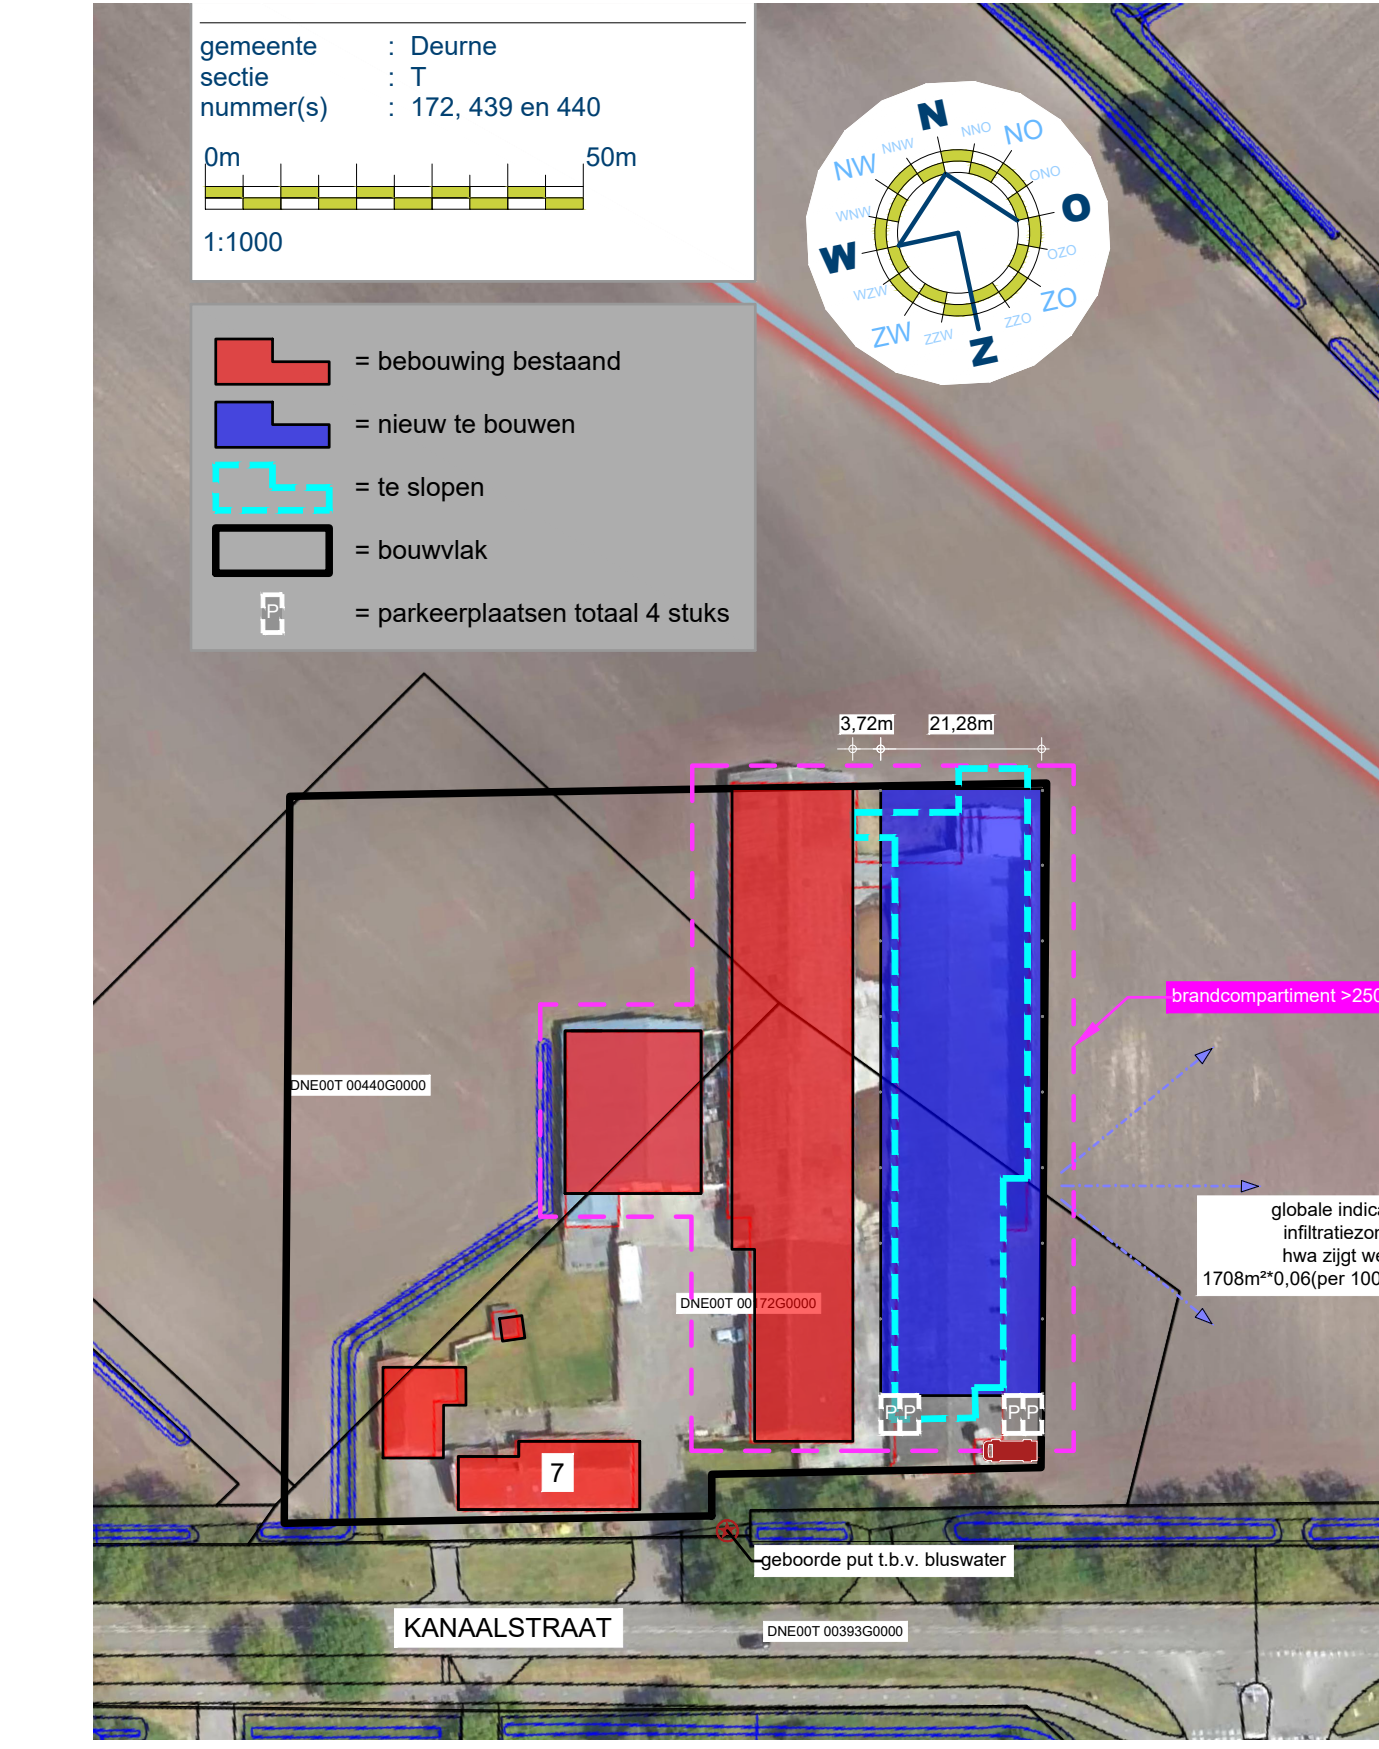 gemeente : Deurne
sectie : T
nummer(s) : 172, 439 en 440
0m 50m
1:1000
N
NNO
NO
ONO
O
OZO
ZO
ZZO
Z
ZZW
ZW
WZW
W
WNW
NW
NNW
= bebouwing bestaand
= nieuw te bouwen
= te slopen
= bouwvlak
P = parkeerplaatsen totaal 4 stuks
3,72m 21,28m
brandcompartiment >250
DNE00T 00440G0000
globale indica
infiltratiezon
hwa zijgt we
1708m²*0,06(per 100
DNE00T 00172G0000
P P P P
7
geboorde put t.b.v. bluswater
KANAALSTRAAT
DNE00T 00393G0000